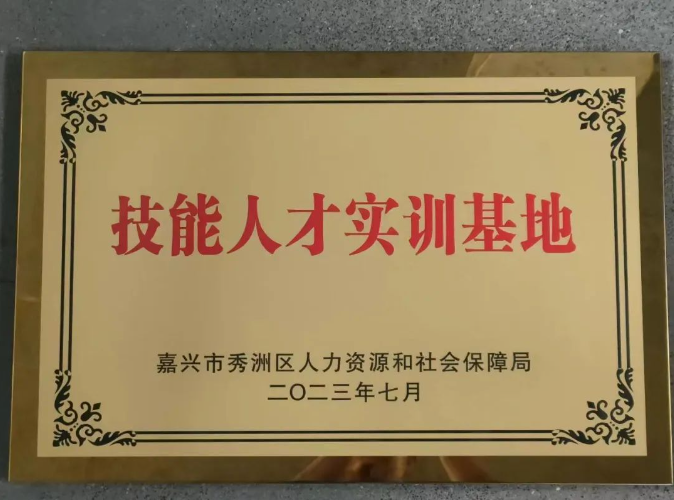 技能人才实训基地
嘉兴市秀洲区人力资源和社会保障局
二〇二三年七月